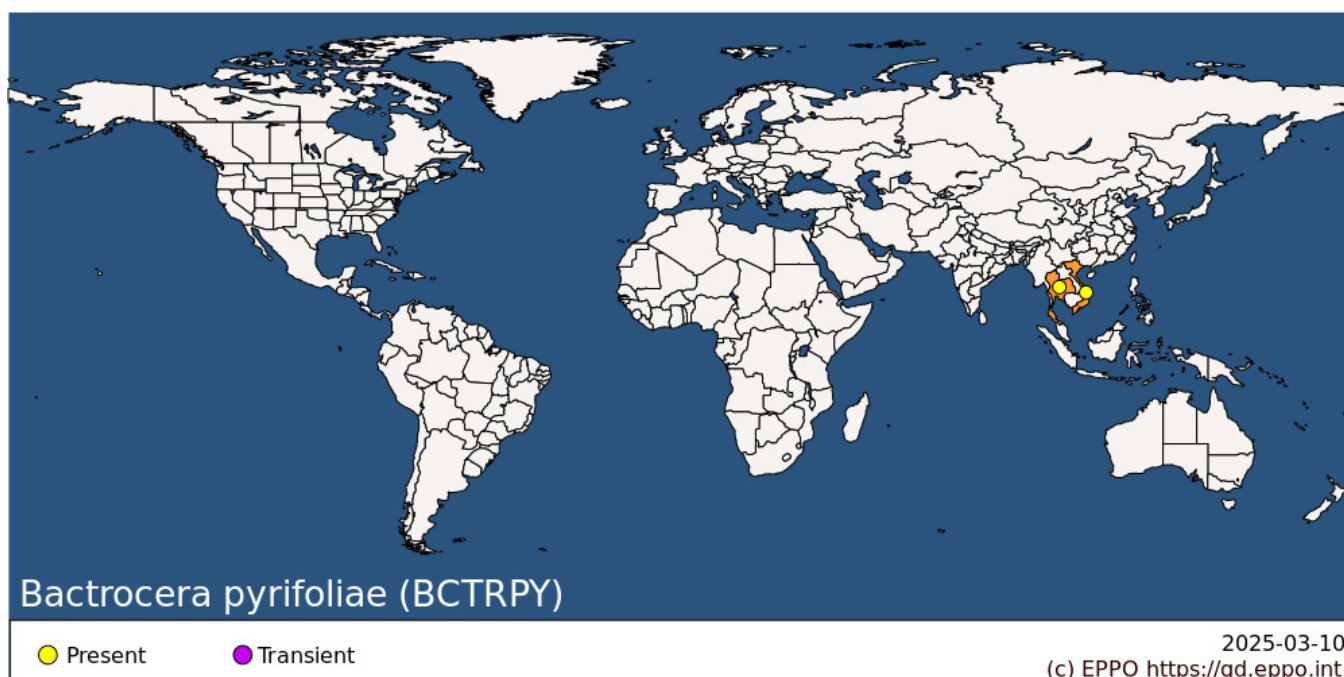 Bactrocera pyrifoliae (BCTRPY)
Present
Transient
2025-03-10
(c) EPPO https://gd.eppo.int